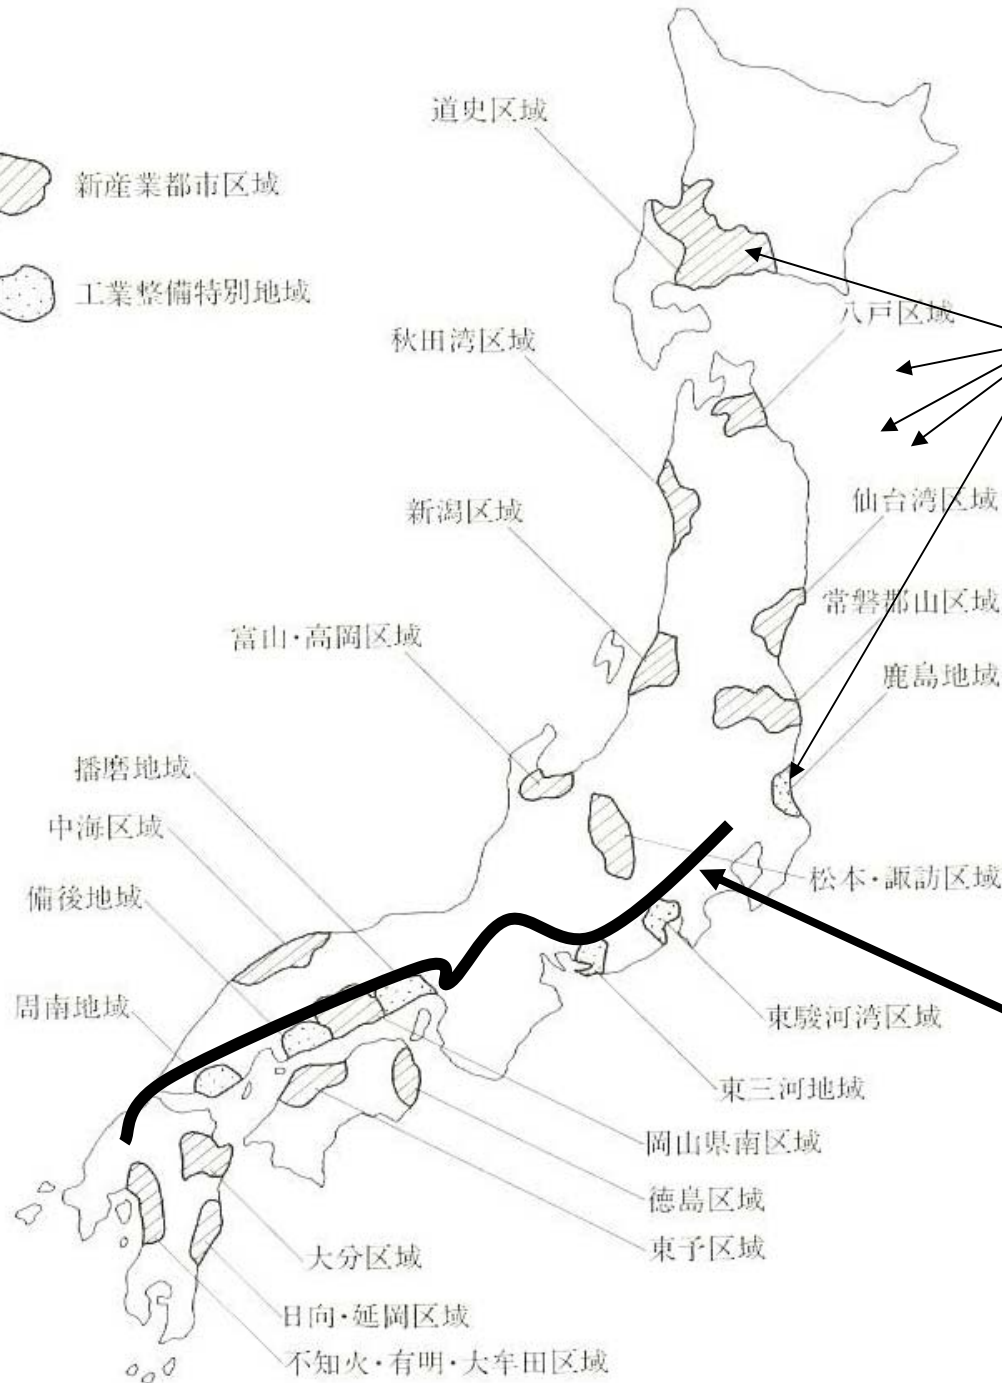 道史区域
新産業都市区域
工業整備特別地域
八戸区域
秋田湾区域
仙台湾区域
新潟区域
常磐郡山区域
富山・高岡区域
鹿島地域
播磨地域
中海区域
松本・諏訪区域
備後地域
周南地域
東駿河湾区域
東三河地域
岡山県南区域
徳島区域
東予区域
大分区域
日向・延岡区域
不知火・有明・大牟田区域